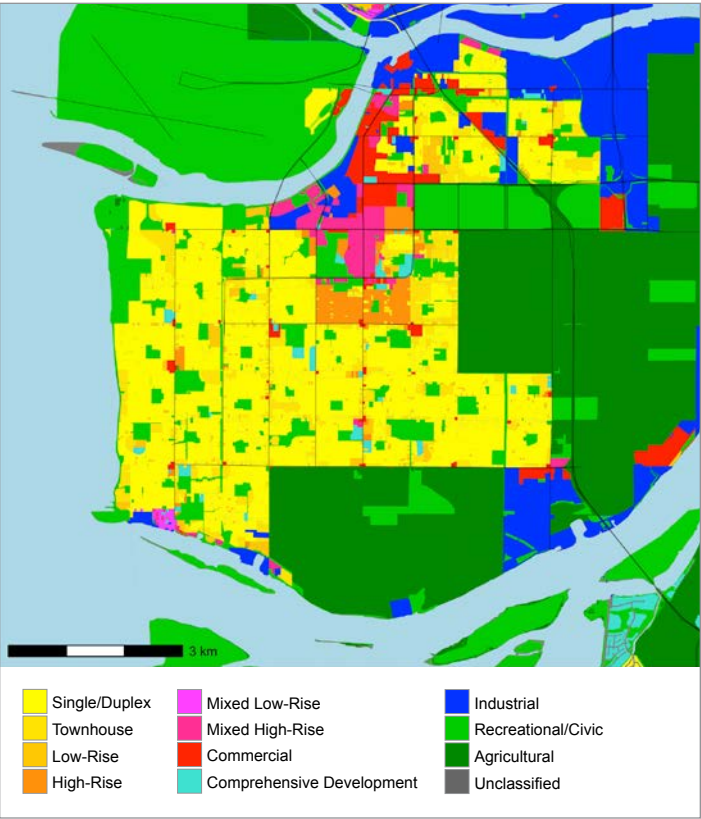 3 km
Single/Duplex
Townhouse
Low-Rise
High-Rise
Mixed Low-Rise
Mixed High-Rise
Commercial
Comprehensive Development
Industrial
Recreational/Civic
Agricultural
Unclassified